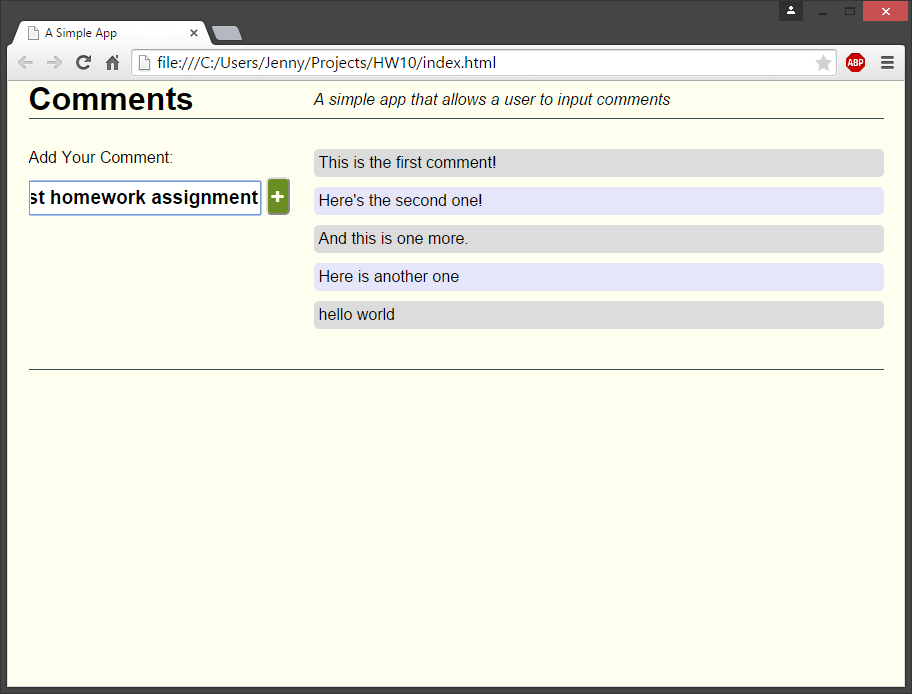 A Simple App
file:///C:/Users/Jenny/Projects/HW10/index.html
ABP
Comments
A simple app that allows a user to input comments
Add Your Comment:
st homework assignment
+
This is the first comment!
Here's the second one!
And this is one more.
Here is another one
hello world